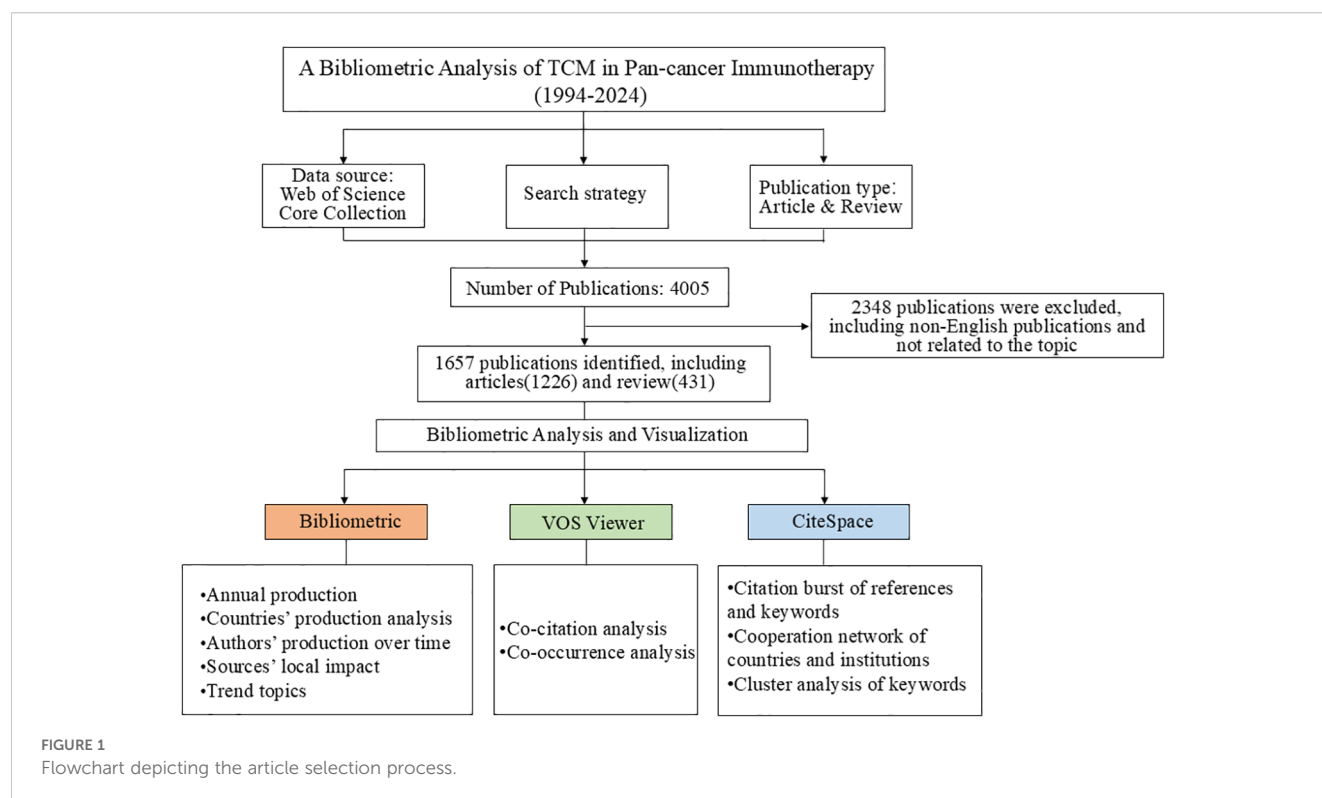 A Bibliometric Analysis of TCM in Pan-cancer Immunotherapy
(1994-2024)
Data source:
Web of Science
Core Collection
Search strategy
Publication type:
Article & Review
Number of Publications: 4005
2348 publications were excluded,
including non-English publications and
not related to the topic
1657 publications identified, including
articles(1226) and review(431)
Bibliometric Analysis and Visualization
Bibliometric
VOS Viewer
CiteSpace
•Annual production
•Countries’ production analysis
•Authors’ production over time
•Sources’ local impact
•Trend topics
•Co-citation analysis
•Co-occurrence analysis
•Citation burst of references
and keywords
•Cooperation network of
countries and institutions
•Cluster analysis of keywords
FIGURE 1
Flowchart depicting the article selection process.